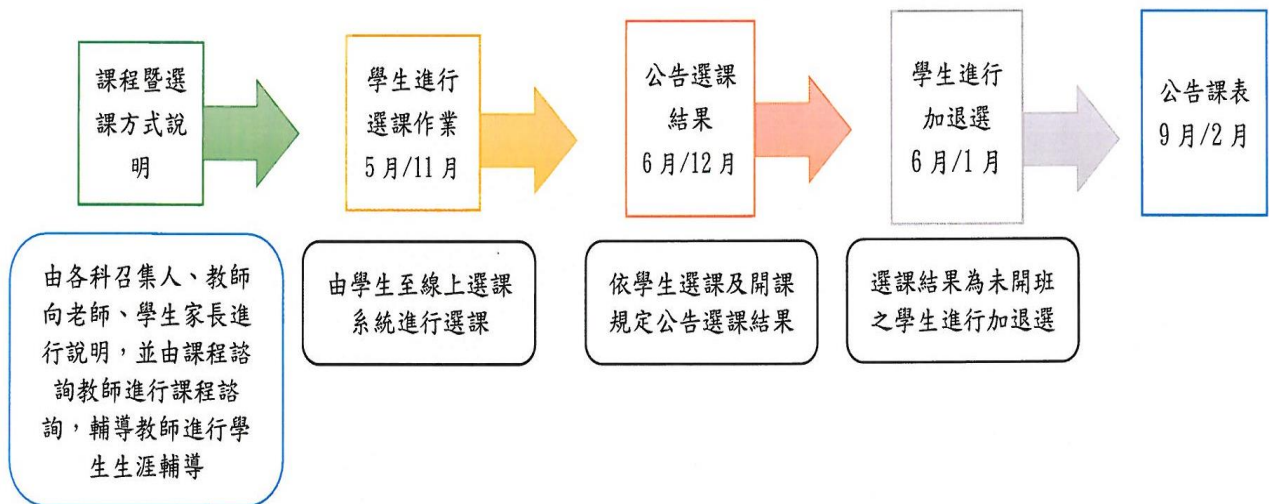 課程暨選
課方式說
明
學生進行
選課作業
5月/11月
公告選課
結果
6月/12月
學生進行
加退選
6月/1月
公告課表
9月/2月
由各科召集人、教師
向老師、學生家長進
行說明，並由課程諮
詢教師進行課程諮
詢，輔導教師進行學
生生涯輔導
由學生至線上選課
系統進行選課
依學生選課及開課
規定公告選課結果
選課結果為未開班
之學生進行加退選